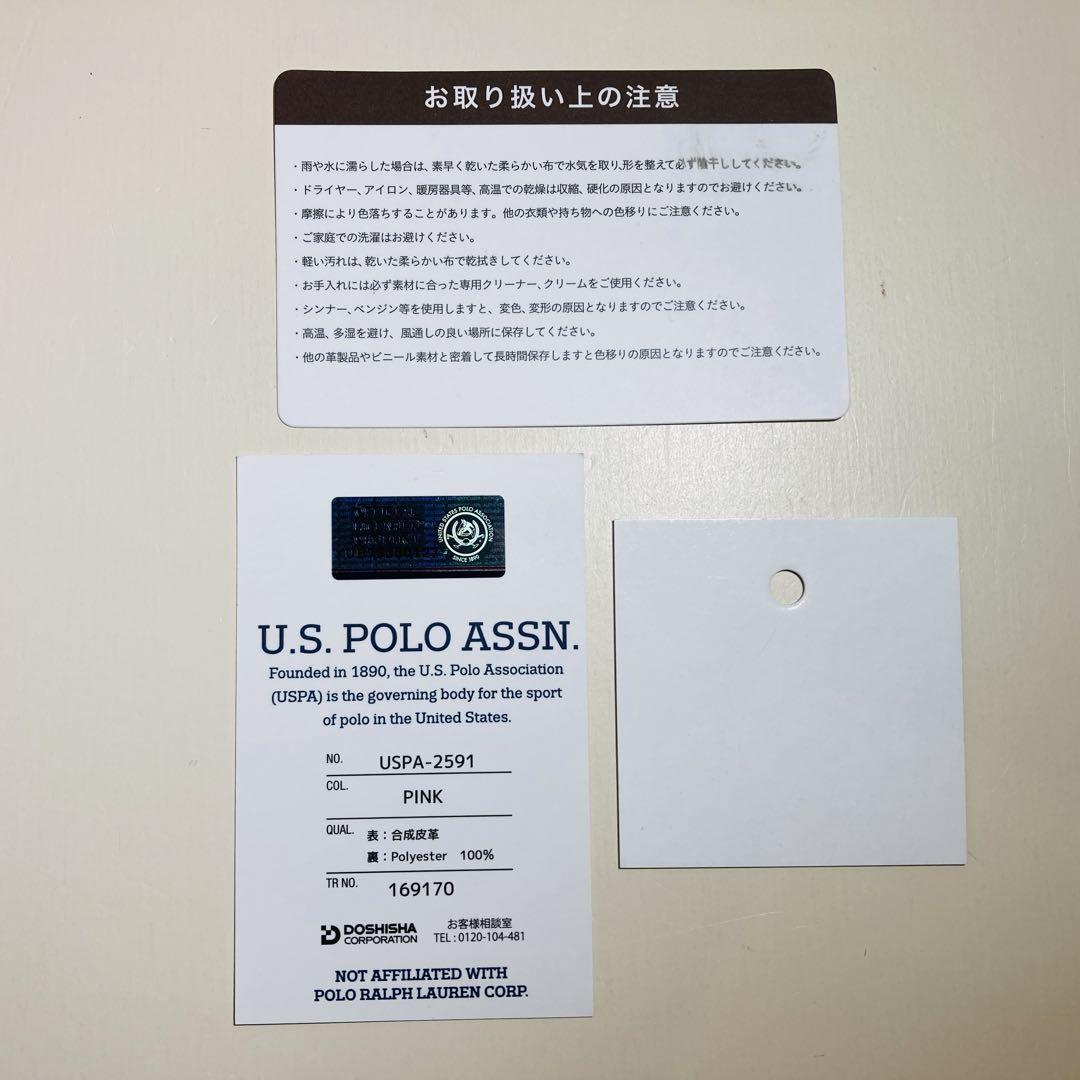 お取り扱い上の注意
・雨や水に濡らした場合は、素早く乾いた柔らかい布で水気を取り、形を整えて必ず陰干ししてください。
・ドライヤー、アイロン、暖房器具等、高温での乾燥は収縮、硬化の原因となりますのでお避けください。
・摩擦により色落ちすることがあります。他の衣類や持ち物への色移りにご注意ください。
・ご家庭での洗濯はお避けください。
・軽い汚れは、乾いた柔らかい布で乾拭きしてください。
・お手入れには必ず素材に合った専用クリーナー、クリームをご使用ください。
・シンナー、ベンジン等を使用しますと、変色、変形の原因となりますのでご注意ください。
・高温、多湿を避け、風通しの良い場所に保存してください。
・他の革製品やビニール素材と密着して長時間保存しますと色移りの原因となりますのでご注意ください。
OFFICIAL
LICENSED
PRODUCT
UNITED STATES POLO ASSOCIATION
SINCE 1890
U.S. POLO ASSN.
Founded in 1890, the U.S. Polo Association
(USPA) is the governing body for the sport
of polo in the United States.
NO. USPA-2591
COL. PINK
QUAL. 表：合成皮革
裏：Polyester 100%
TR NO. 169170
DOSHISHA CORPORATION
お客様相談室
TEL：0120-104-481
NOT AFFILIATED WITH
POLO RALPH LAUREN CORP.